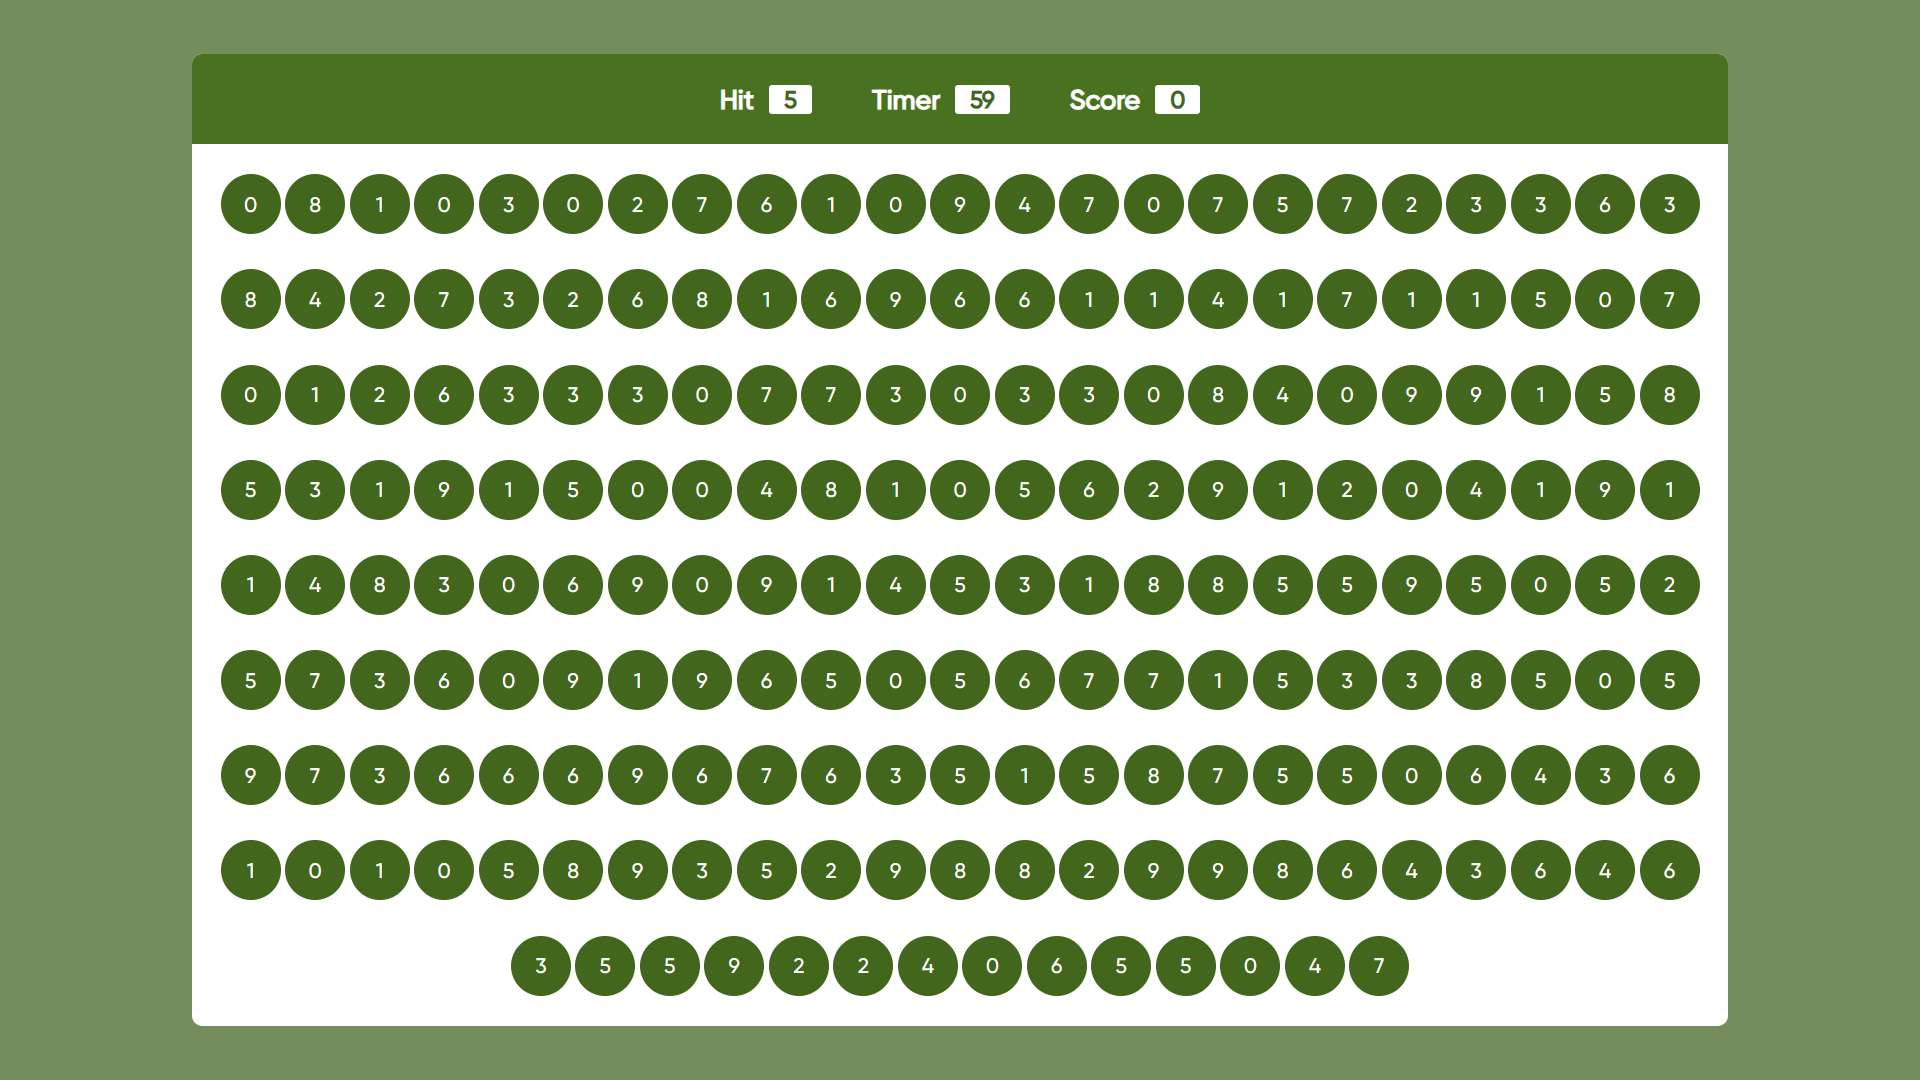 Hit 5 Timer 59 Score 0
0 8 1 0 3 0 2 7 6 1 0 9 4 7 0 7 5 7 2 3 3 6 3
8 4 2 7 3 2 6 8 1 6 9 6 6 1 1 4 1 7 1 1 5 0 7
0 1 2 6 3 3 3 0 7 7 3 0 3 3 0 8 4 0 9 9 1 5 8
5 3 1 9 1 5 0 0 4 8 1 0 5 6 2 9 1 2 0 4 1 9 1
1 4 8 3 0 6 9 0 9 1 4 5 3 1 8 8 5 5 9 5 0 5 2
5 7 3 6 0 9 1 9 6 5 0 5 6 7 7 1 5 3 3 8 5 0 5
9 7 3 6 6 6 9 6 7 6 3 5 1 5 8 7 5 5 0 6 4 3 6
1 0 1 0 5 8 9 3 5 2 9 8 8 2 9 9 8 6 4 3 6 4 6
3 5 5 9 2 2 4 0 6 5 5 0 4 7